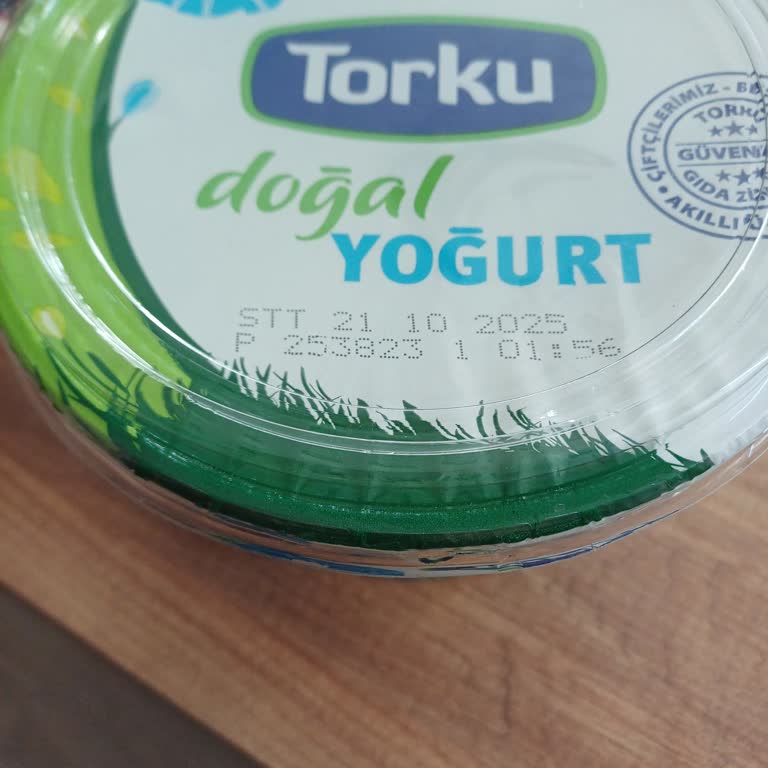 Torku
doğal
YOĞURT
STT 21 10 2025
P 253823 1 01:56
ÇİFTÇİLERİMİZ -
TORKU
GÜVEN
GIDA
• AKILLI